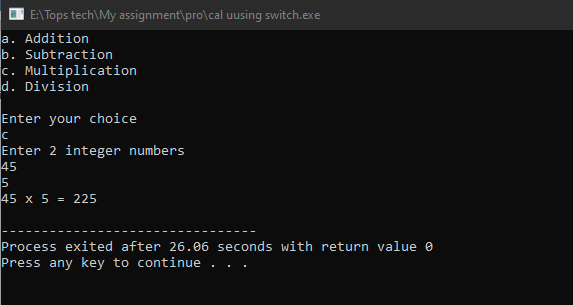 E:\Tops tech\My assignment\pro\cal uusing switch.exe
a. Addition
b. Subtraction
c. Multiplication
d. Division
Enter your choice
c
Enter 2 integer numbers
45
5
45 x 5 = 225
--------------------------------
Process exited after 26.06 seconds with return value 0
Press any key to continue . . .